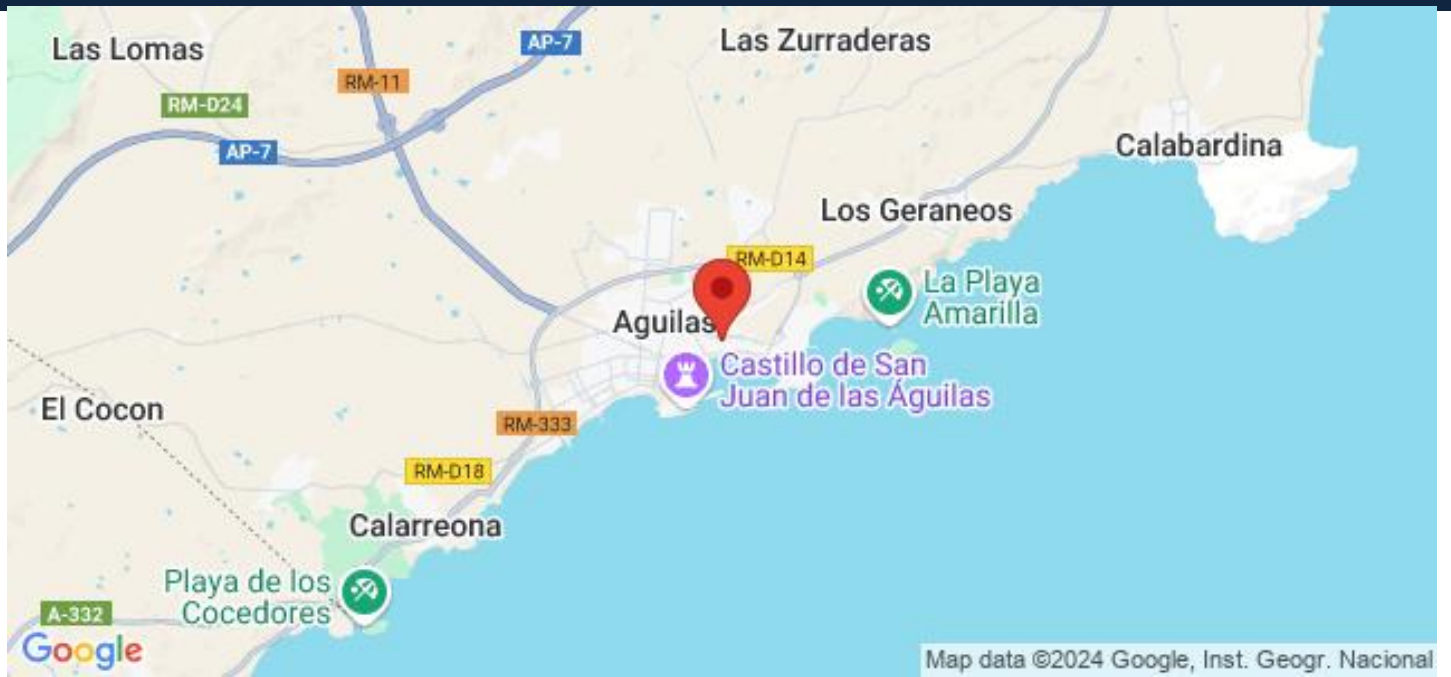 Las Lomas
AP-7
Las Zurraderas
RM-11
RM-D24
AP-7
Calabardina
Los Geraneos
RM-D14
La Playa
Amarilla
Aguilas
Castillo de San
Juan de las Águilas
El Cocon
RM-333
RM-D18
Calarreona
Playa de los
Cocedores
A-332
Google
Map data ©2024 Google, Inst. Geogr. Nacional